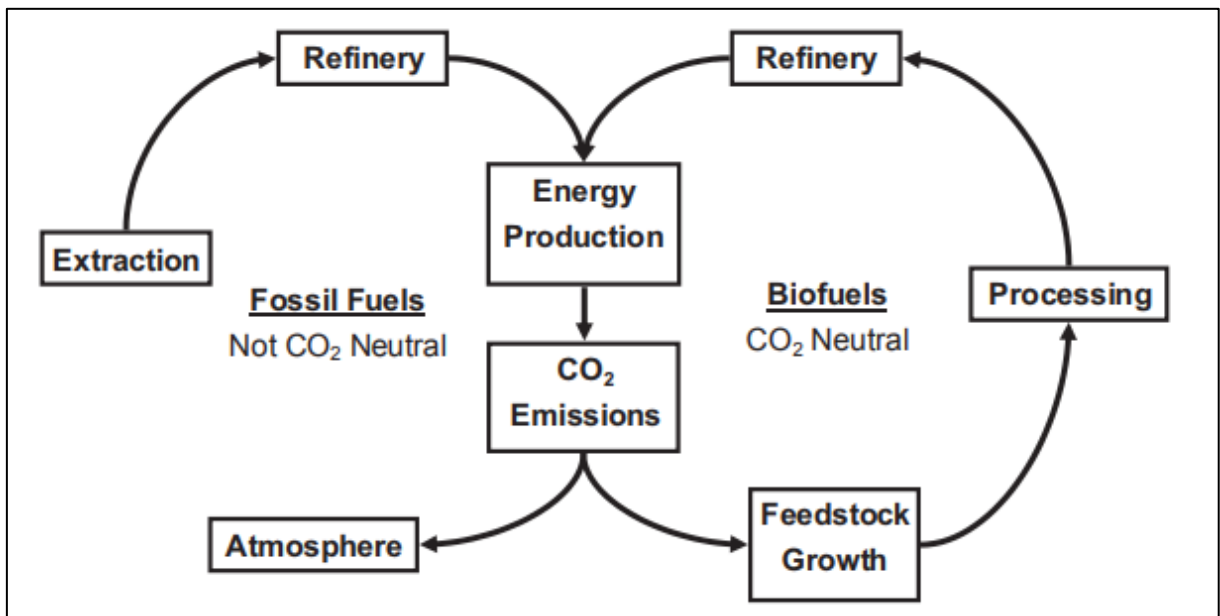 Refinery
Refinery
Energy
Production
Extraction
Fossil Fuels
Not CO₂ Neutral
Biofuels
CO₂ Neutral
Processing
CO₂
Emissions
Atmosphere
Feedstock
Growth